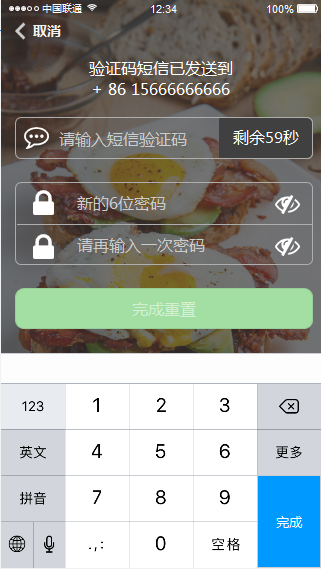 中国联通 12:34 100%
取消
验证码短信已发送到
+ 86 15666666666
请输入短信验证码 剩余59秒
新的6位密码
请再输入一次密码
完成重置
123 1 2 3
英文 4 5 6 更多
拼音 7 8 9
完成
.,: 0 空格